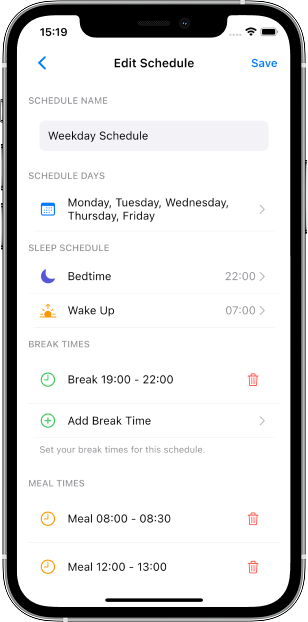 15:19
Edit Schedule
Save
SCHEDULE NAME
Weekday Schedule
SCHEDULE DAYS
Monday, Tuesday, Wednesday,
Thursday, Friday
SLEEP SCHEDULE
Bedtime 22:00
Wake Up 07:00
BREAK TIMES
Break 19:00 - 22:00
Add Break Time
Set your break times for this schedule.
MEAL TIMES
Meal 08:00 - 08:30
Meal 12:00 - 13:00